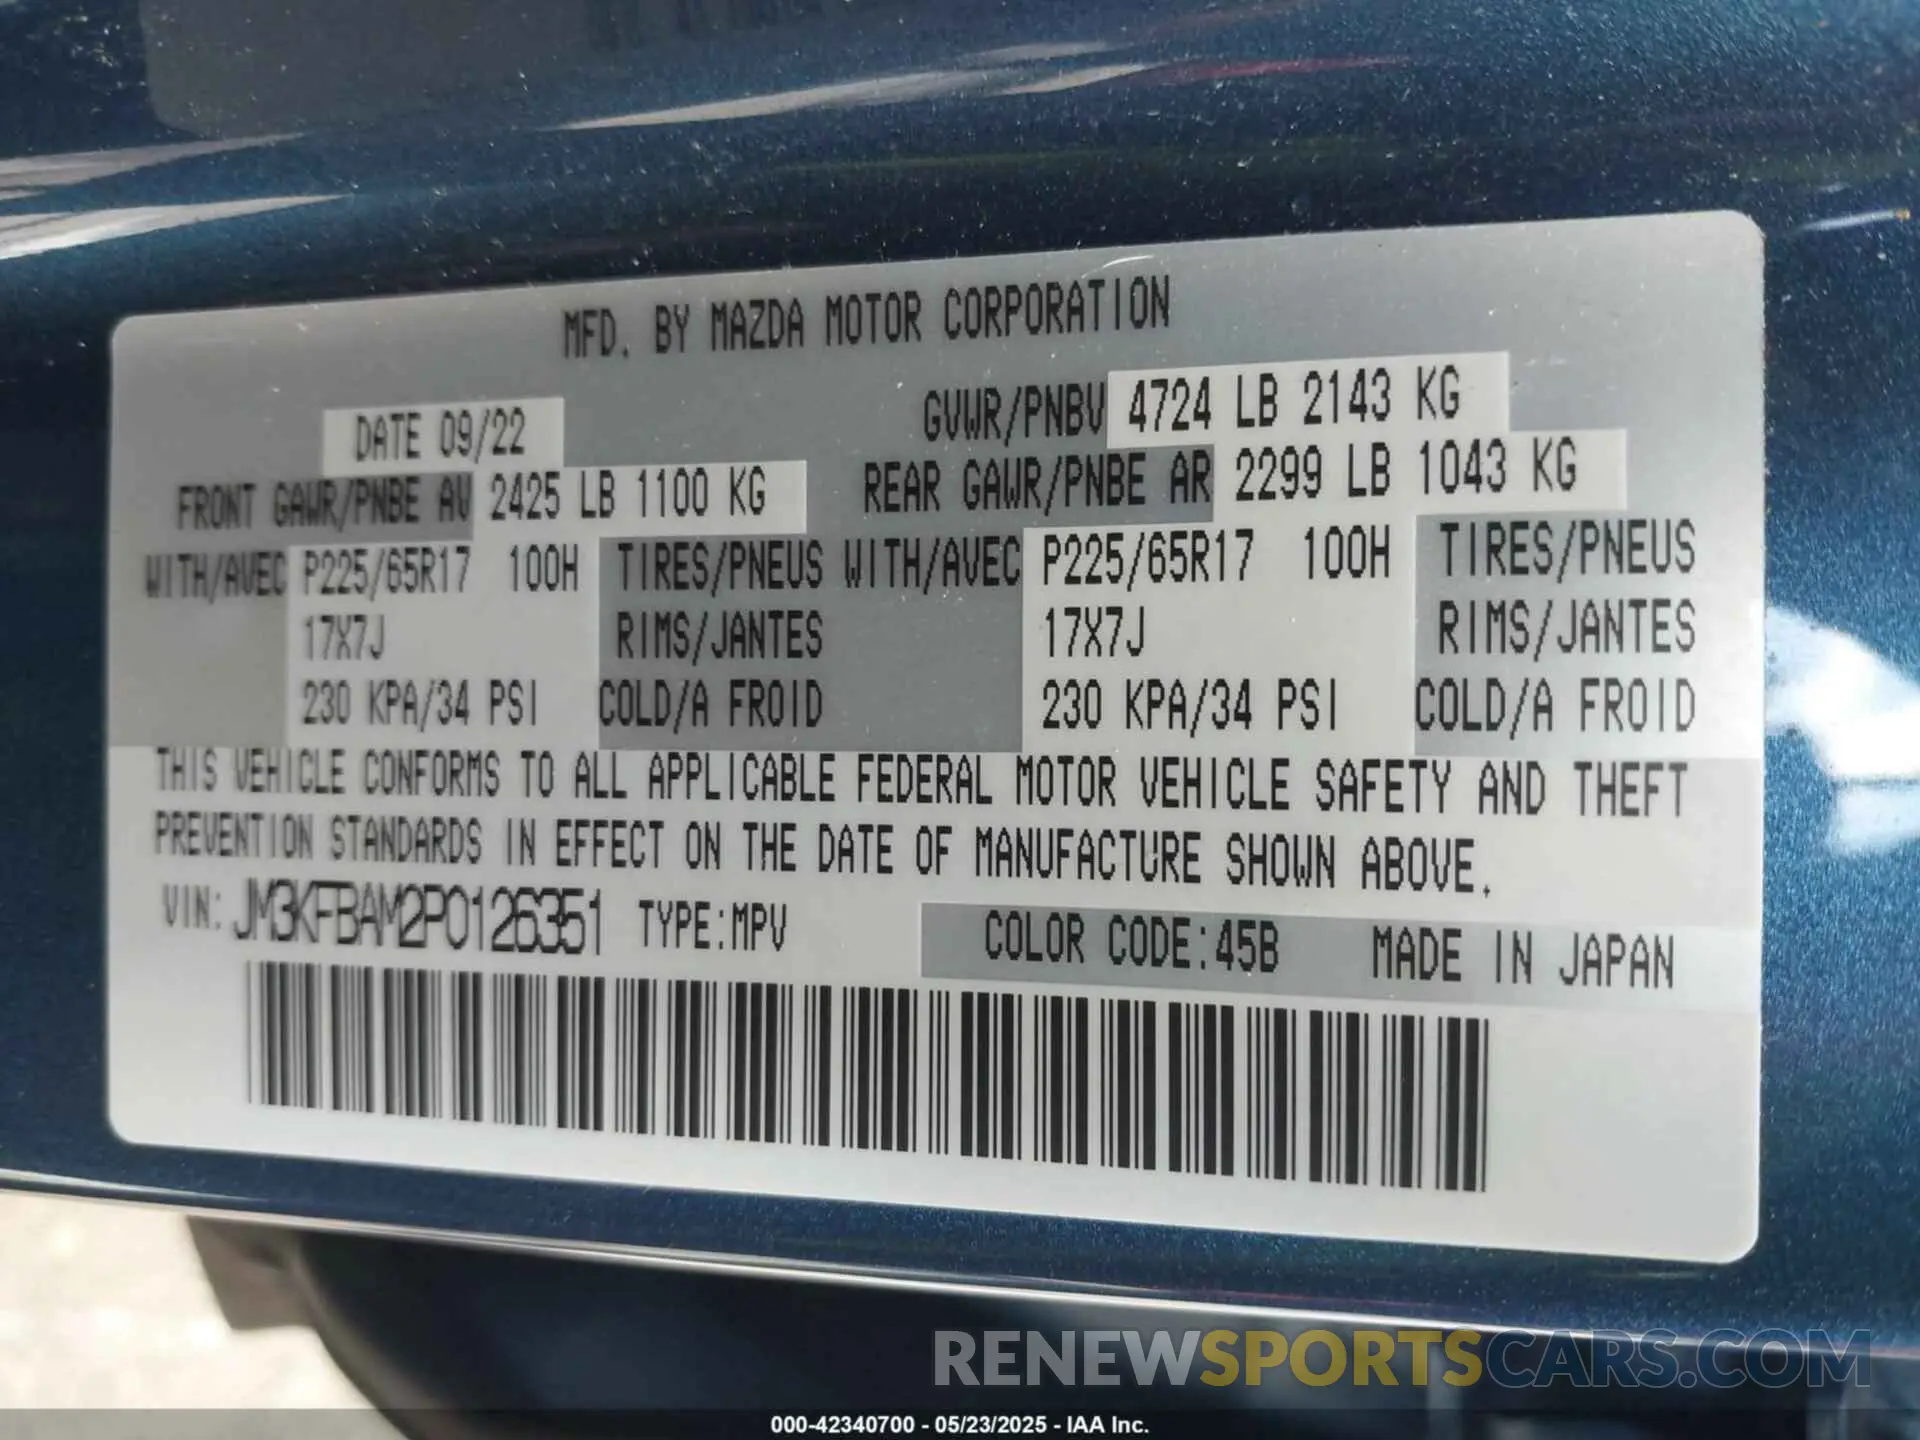 MFD. BY MAZDA MOTOR CORPORATION
DATE 09/22 GVWR/PNBV 4724 LB 2143 KG
FRONT GAWR/PNBE AV 2425 LB 1100 KG REAR GAWR/PNBE AR 2299 LB 1043 KG
WITH/AVEC P225/65R17 100H TIRES/PNEUS WITH/AVEC P225/65R17 100H TIRES/PNEUS
17X7J RIMS/JANTES 17X7J RIMS/JANTES
230 KPA/34 PSI COLD/A FROID 230 KPA/34 PSI COLD/A FROID
THIS VEHICLE CONFORMS TO ALL APPLICABLE FEDERAL MOTOR VEHICLE SAFETY AND THEFT
PREVENTION STANDARDS IN EFFECT ON THE DATE OF MANUFACTURE SHOWN ABOVE.
VIN: JM3KFBAM2P0126351 TYPE:MPV COLOR CODE:45B MADE IN JAPAN
RENEWSPORTSCARS.COM
000-42340700 - 05/23/2025 - IAA Inc.